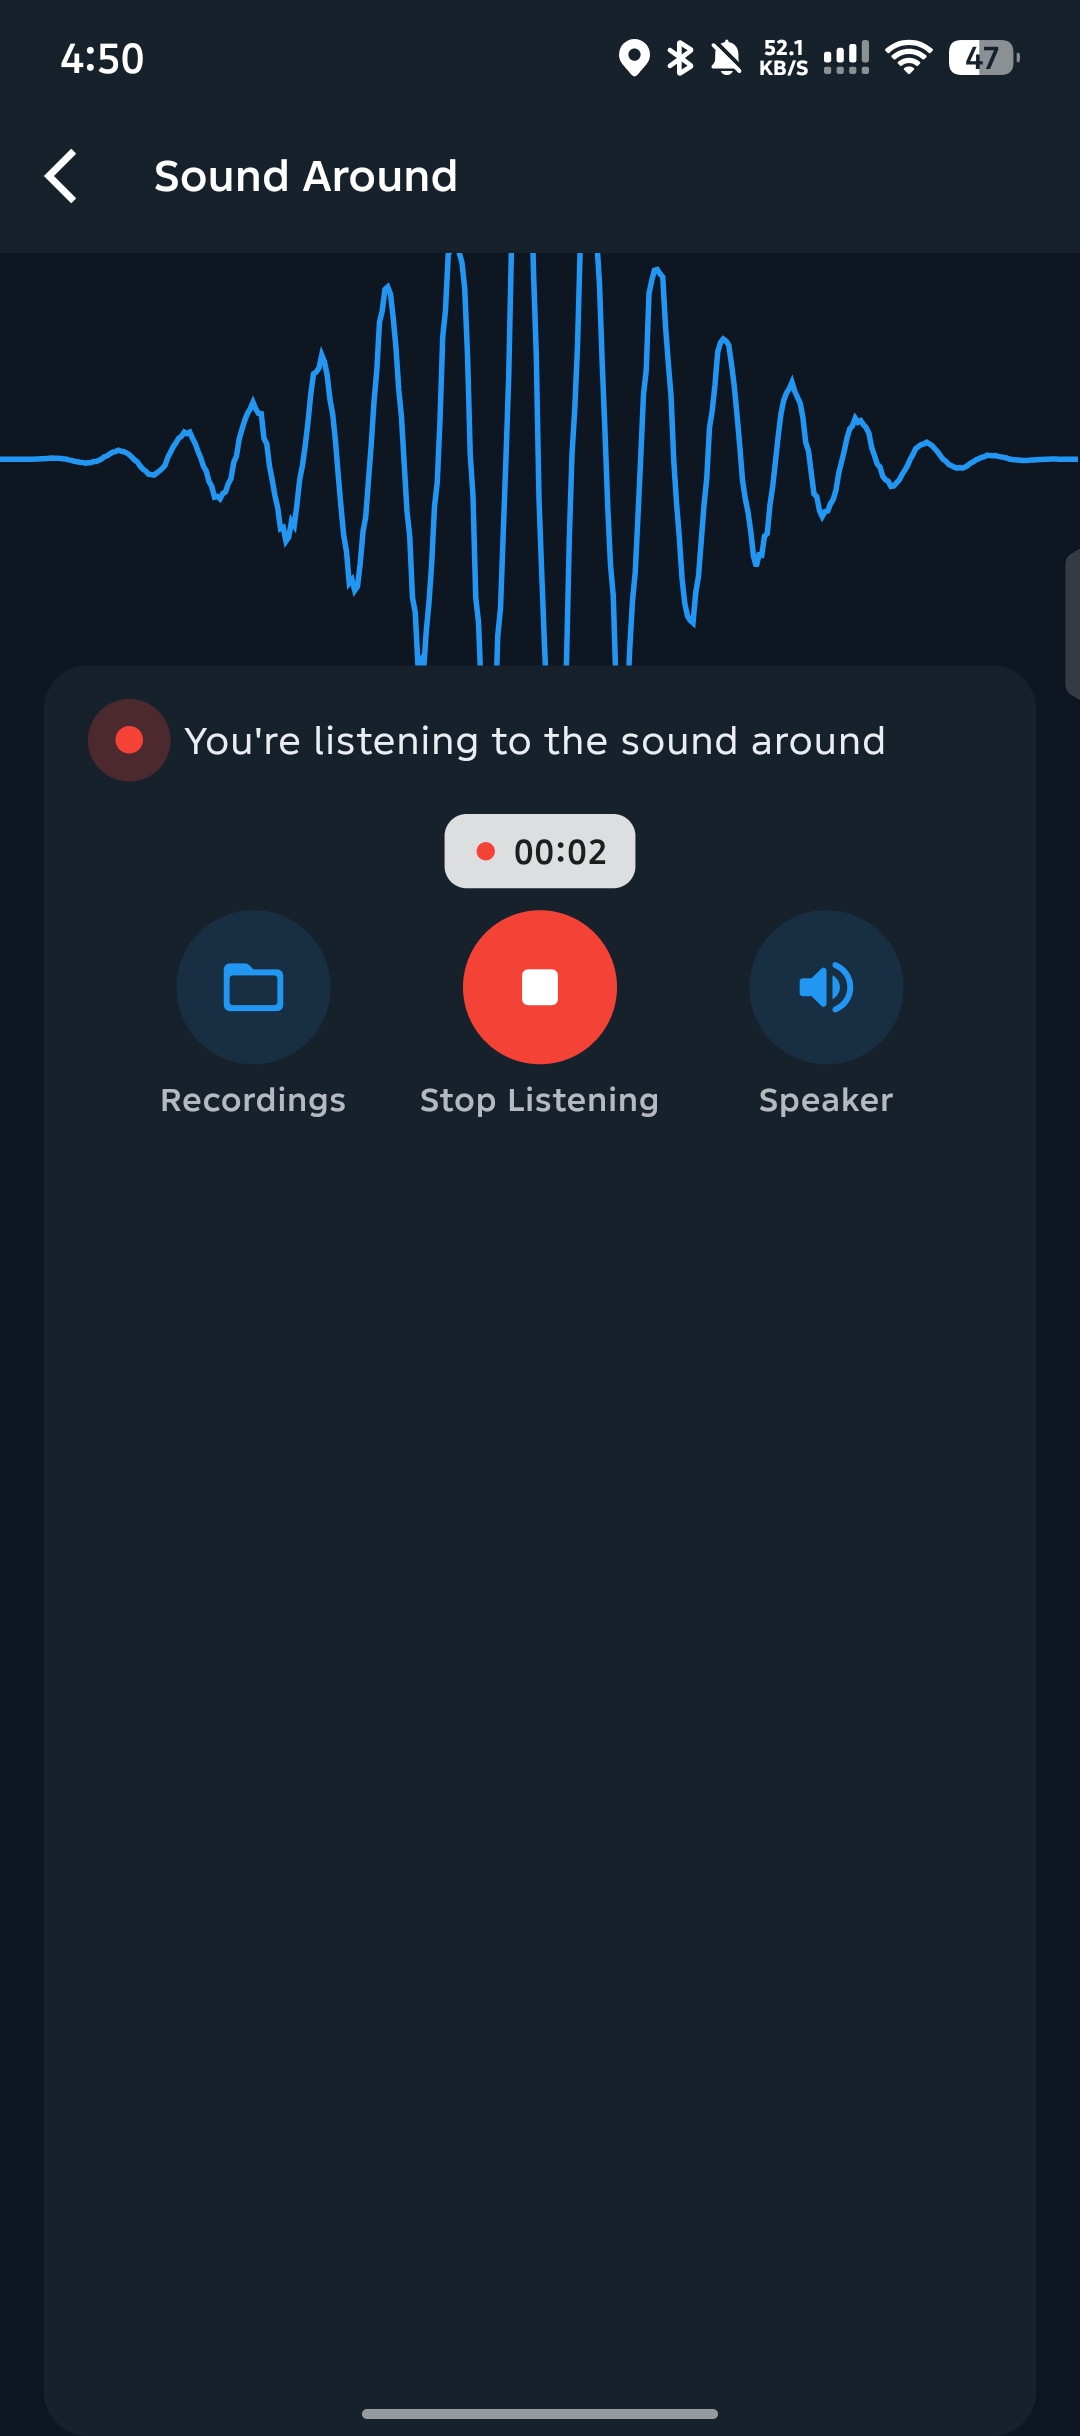 4:50
52.1
KB/S
47
Sound Around
You're listening to the sound around
00:02
Recordings
Stop Listening
Speaker